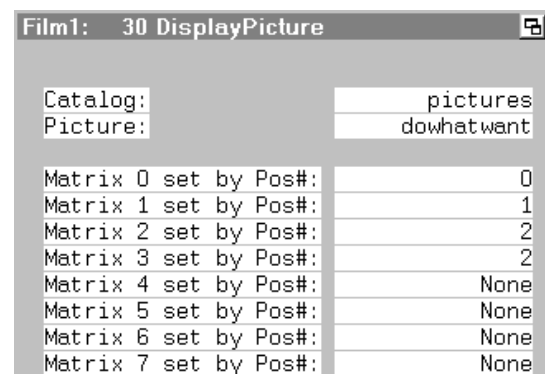 Film1: 30 DisplayPicture
Catalog: pictures
Picture: dowhatwant
Matrix 0 set by Pos#: 0
Matrix 1 set by Pos#: 1
Matrix 2 set by Pos#: 2
Matrix 3 set by Pos#: 2
Matrix 4 set by Pos#: None
Matrix 5 set by Pos#: None
Matrix 6 set by Pos#: None
Matrix 7 set by Pos#: None